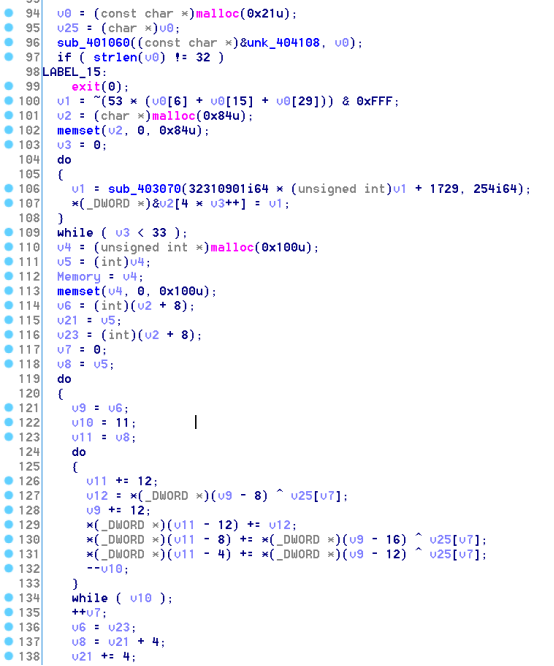 94 v0 = (const char *)malloc(0x21u);
95 v25 = (char *)v0;
96 sub_401060((const char *)&unk_404108, v0);
97 if ( strlen(v0) != 32 )
98 LABEL_15:
99 exit(0);
100 v1 = ~(53 * (v0[6] + v0[15] + v0[29])) & 0xFFF;
101 v2 = (char *)malloc(0x84u);
102 memset(v2, 0, 0x84u);
103 v3 = 0;
104 do
105 {
106 v1 = sub_403070(32310901i64 * (unsigned int)v1 + 1729, 254i64);
107 *(_DWORD *)&v2[4 * v3++] = v1;
108 }
109 while ( v3 < 33 );
110 v4 = (unsigned int *)malloc(0x100u);
111 v5 = (int)v4;
112 Memory = v4;
113 memset(v4, 0, 0x100u);
114 v6 = (int)(v2 + 8);
115 v21 = v5;
116 v23 = (int)(v2 + 8);
117 v7 = 0;
118 v8 = v5;
119 do
120 {
121 v9 = v6;
122 v10 = 11;
123 v11 = v8;
124 do
125 {
126 v11 += 12;
127 v12 = *(_DWORD *)(v9 - 8) ^ v25[v7];
128 v9 += 12;
129 *(_DWORD *)(v11 - 12) += v12;
130 *(_DWORD *)(v11 - 8) += *(_DWORD *)(v9 - 16) ^ v25[v7];
131 *(_DWORD *)(v11 - 4) += *(_DWORD *)(v9 - 12) ^ v25[v7];
132 --v10;
133 }
134 while ( v10 );
135 ++v7;
136 v6 = v23;
137 v8 = v21 + 4;
138 v21 += 4;